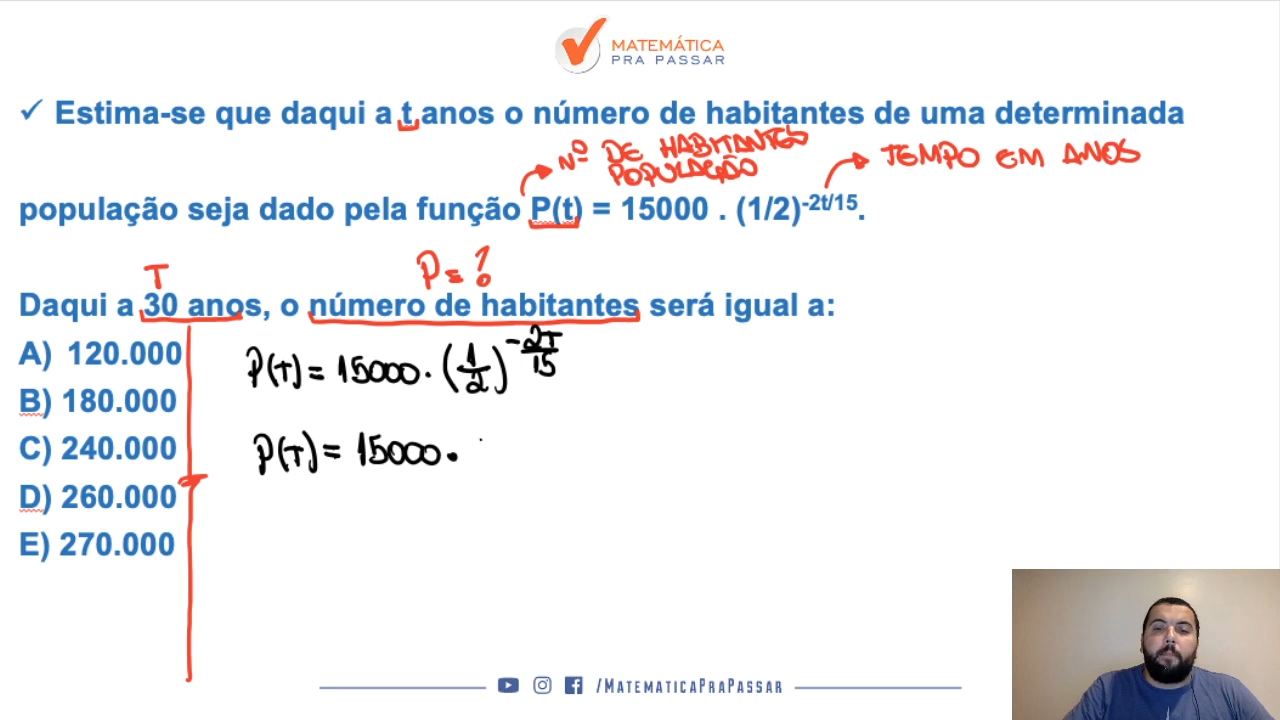 MATEMÁTICA
PRA PASSAR
✓ Estima-se que daqui a t anos o número de habitantes de uma determinada
Nº DE HABITANTES
POPULAÇÃO
TEMPO EM ANOS
população seja dado pela função P(t) = 15000 . (1/2)^-2t/15.
T
P = ?
Daqui a 30 anos, o número de habitantes será igual a:
A) 120.000
B) 180.000
C) 240.000
D) 260.000
E) 270.000
P(T) = 15000 · (1/2)^-2T/15
P(T) = 15000 ·
/MATEMATICAPRAPASSAR